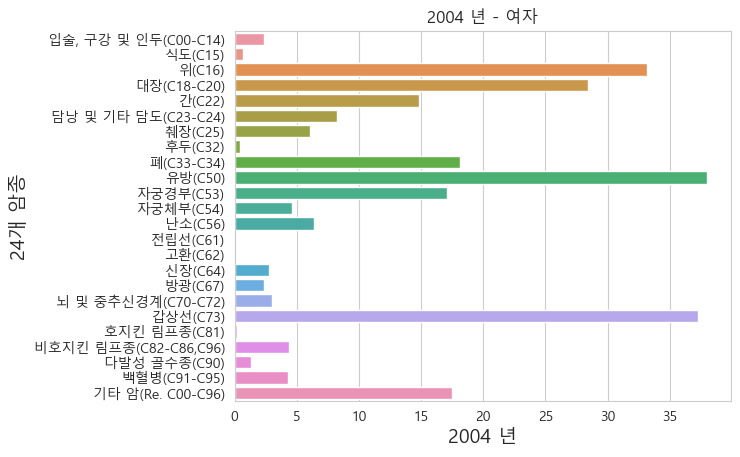 2004 년 - 여자
24개 암종
입술, 구강 및 인두(C00-C14)
식도(C15)
위(C16)
대장(C18-C20)
간(C22)
담낭 및 기타 담도(C23-C24)
췌장(C25)
후두(C32)
폐(C33-C34)
유방(C50)
자궁경부(C53)
자궁체부(C54)
난소(C56)
전립선(C61)
고환(C62)
신장(C64)
방광(C67)
뇌 및 중추신경계(C70-C72)
갑상선(C73)
호지킨 림프종(C81)
비호지킨 림프종(C82-C86,C96)
다발성 골수종(C90)
백혈병(C91-C95)
기타 암(Re. C00-C96)
0 5 10 15 20 25 30 35
2004 년